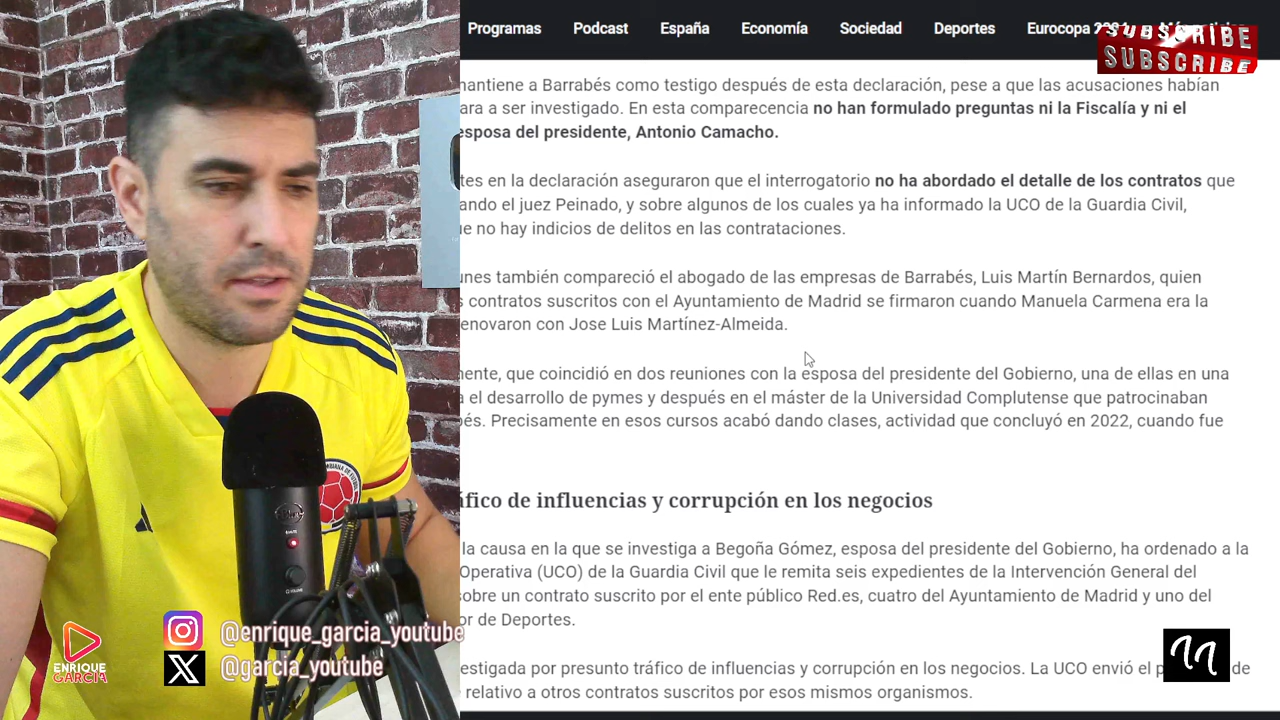 Programas Podcast España Economía Sociedad Deportes Eurocopa
SUBSCRIBE
SUBSCRIBE
mantiene a Barrabés como testigo después de esta declaración, pese a que las acusaciones habían
ara a ser investigado. En esta comparecencia no han formulado preguntas ni la Fiscalía y ni el
esposa del presidente, Antonio Camacho.
tes en la declaración aseguraron que el interrogatorio no ha abordado el detalle de los contratos que
ando el juez Peinado, y sobre algunos de los cuales ya ha informado la UCO de la Guardia Civil,
ue no hay indicios de delitos en las contrataciones.
unes también compareció el abogado de las empresas de Barrabés, Luis Martín Bernardos, quien
s contratos suscritos con el Ayuntamiento de Madrid se firmaron cuando Manuela Carmena era la
enovaron con Jose Luis Martínez-Almeida.
mente, que coincidió en dos reuniones con la esposa del presidente del Gobierno, una de ellas en una
a el desarrollo de pymes y después en el máster de la Universidad Complutense que patrocinaban
bés. Precisamente en esos cursos acabó dando clases, actividad que concluyó en 2022, cuando fue
áfico de influencias y corrupción en los negocios
la causa en la que se investiga a Begoña Gómez, esposa del presidente del Gobierno, ha ordenado a la
Operativa (UCO) de la Guardia Civil que le remita seis expedientes de la Intervención General del
sobre un contrato suscrito por el ente público Red.es, cuatro del Ayuntamiento de Madrid y uno del
or de Deportes.
estigada por presunto tráfico de influencias y corrupción en los negocios. La UCO envió el de
relativo a otros contratos suscritos por esos mismos organismos.
@enrique_garcia_youtube
@garcia_youtube
ENRIQUE
GARCIA